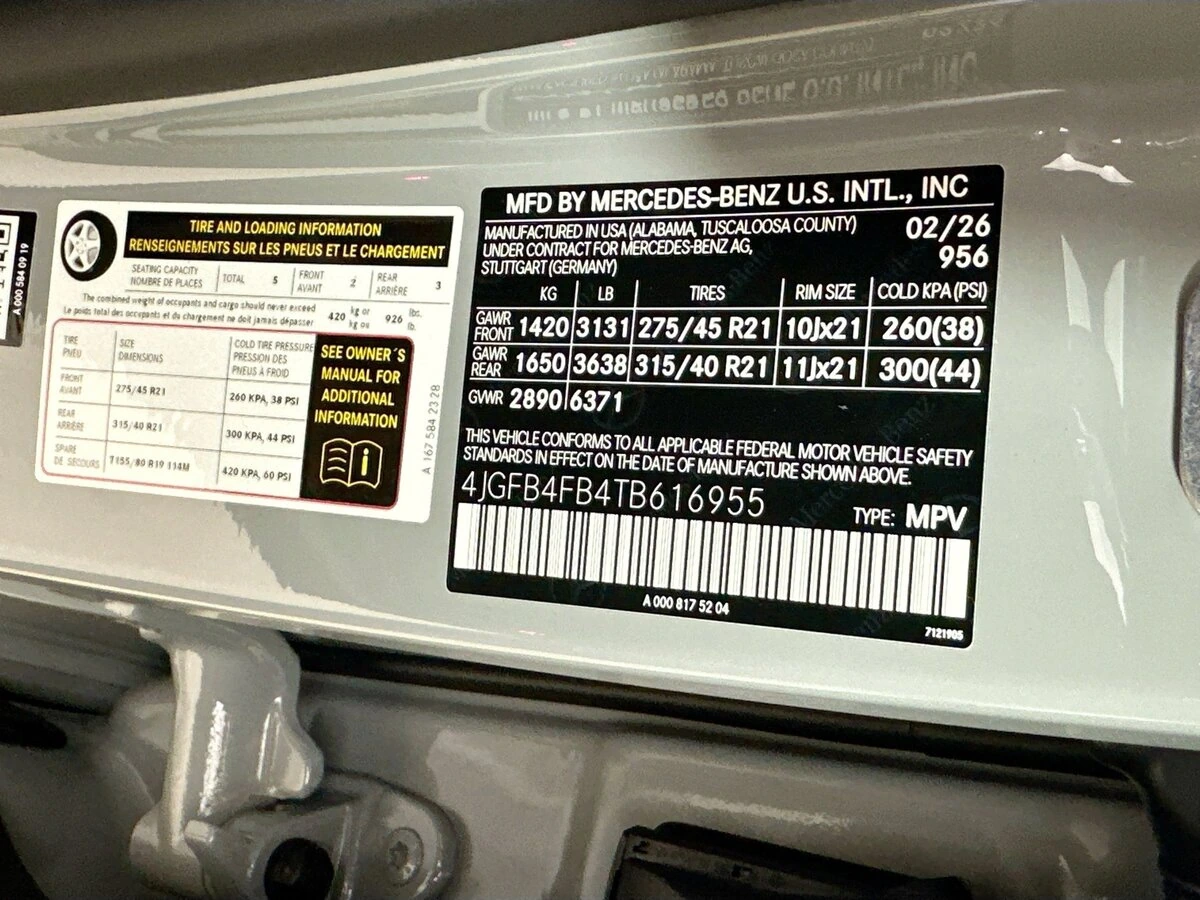 A 000 584 09 19
TIRE AND LOADING INFORMATION
RENSEIGNEMENTS SUR LES PNEUS ET LE CHARGEMENT
SEATING CAPACITY
NOMBRE DE PLACES
TOTAL 5
FRONT
AVANT 2
REAR
ARRIÈRE 3
The combined weight of occupants and cargo should never exceed
Le poids total des occupants et du chargement ne doit jamais dépasser
420 kg or
kg ou
926 lbs.
lb.
TIRE
PNEU
SIZE
DIMENSIONS
COLD TIRE PRESSURE
PRESSION DES
PNEUS À FROID
FRONT
AVANT
275/45 R21
260 KPA, 38 PSI
REAR
ARRIÈRE
315/40 R21
300 KPA, 44 PSI
SPARE
DE SECOURS
T155/80 R19 114M
420 KPA, 60 PSI
SEE OWNER´S
MANUAL FOR
ADDITIONAL
INFORMATION
A 167 584 23 28
MFD BY MERCEDES-BENZ U.S. INTL., INC
MANUFACTURED IN USA (ALABAMA, TUSCALOOSA COUNTY) 02/26
UNDER CONTRACT FOR MERCEDES-BENZ AG, 956
STUTTGART (GERMANY)
KG LB TIRES RIM SIZE COLD KPA (PSI)
GAWR
FRONT 1420 3131 275/45 R21 10Jx21 260(38)
GAWR
REAR 1650 3638 315/40 R21 11Jx21 300(44)
GVWR 2890 6371
THIS VEHICLE CONFORMS TO ALL APPLICABLE FEDERAL MOTOR VEHICLE SAFETY
STANDARDS IN EFFECT ON THE DATE OF MANUFACTURE SHOWN ABOVE.
4JGFB4FB4TB616955
TYPE: MPV
A 000 817 52 04
7121905